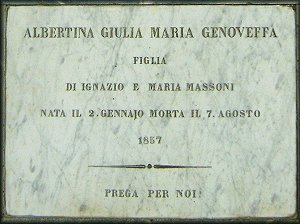 ALBERTINA GIULIA MARIA GENOVEFFA
FIGLIA
DI IGNAZIO E MARIA MASSONI
NATA IL 2. GENNAJO MORTA IL 7. AGOSTO
1857
PREGA PER NOI!